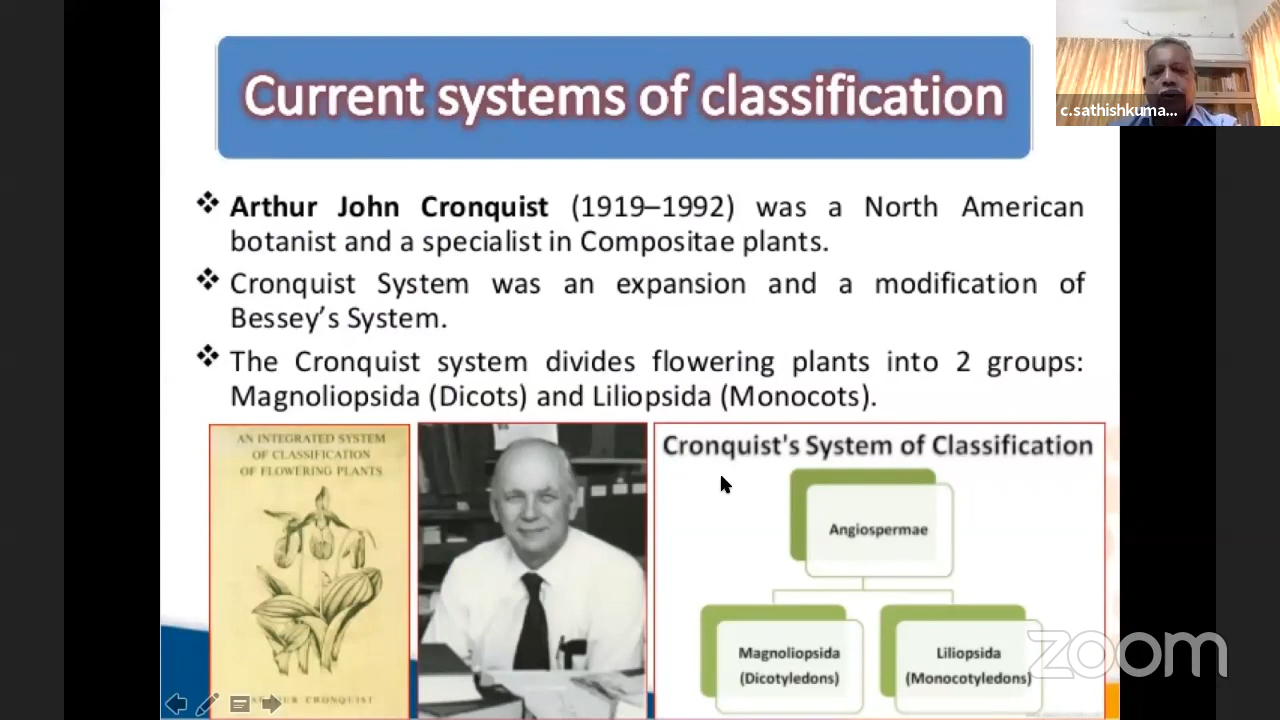 Current systems of classification
c.sathishkuma...
❖ Arthur John Cronquist (1919–1992) was a North American
botanist and a specialist in Compositae plants.
❖ Cronquist System was an expansion and a modification of
Bessey's System.
❖ The Cronquist system divides flowering plants into 2 groups:
Magnoliopsida (Dicots) and Liliopsida (Monocots).
AN INTEGRATED SYSTEM
OF CLASSIFICATION
OF FLOWERING PLANTS
CRONQUIST
Cronquist's System of Classification
Angiospermae
Magnoliopsida
(Dicotyledons)
Liliopsida
(Monocotyledons)
zoom